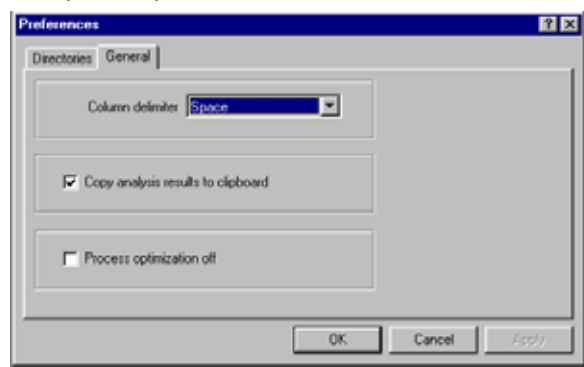 Preferences
Directories General
Column delimiter Space
Copy analysis results to clipboard
Process optimization off
OK Cancel Apply